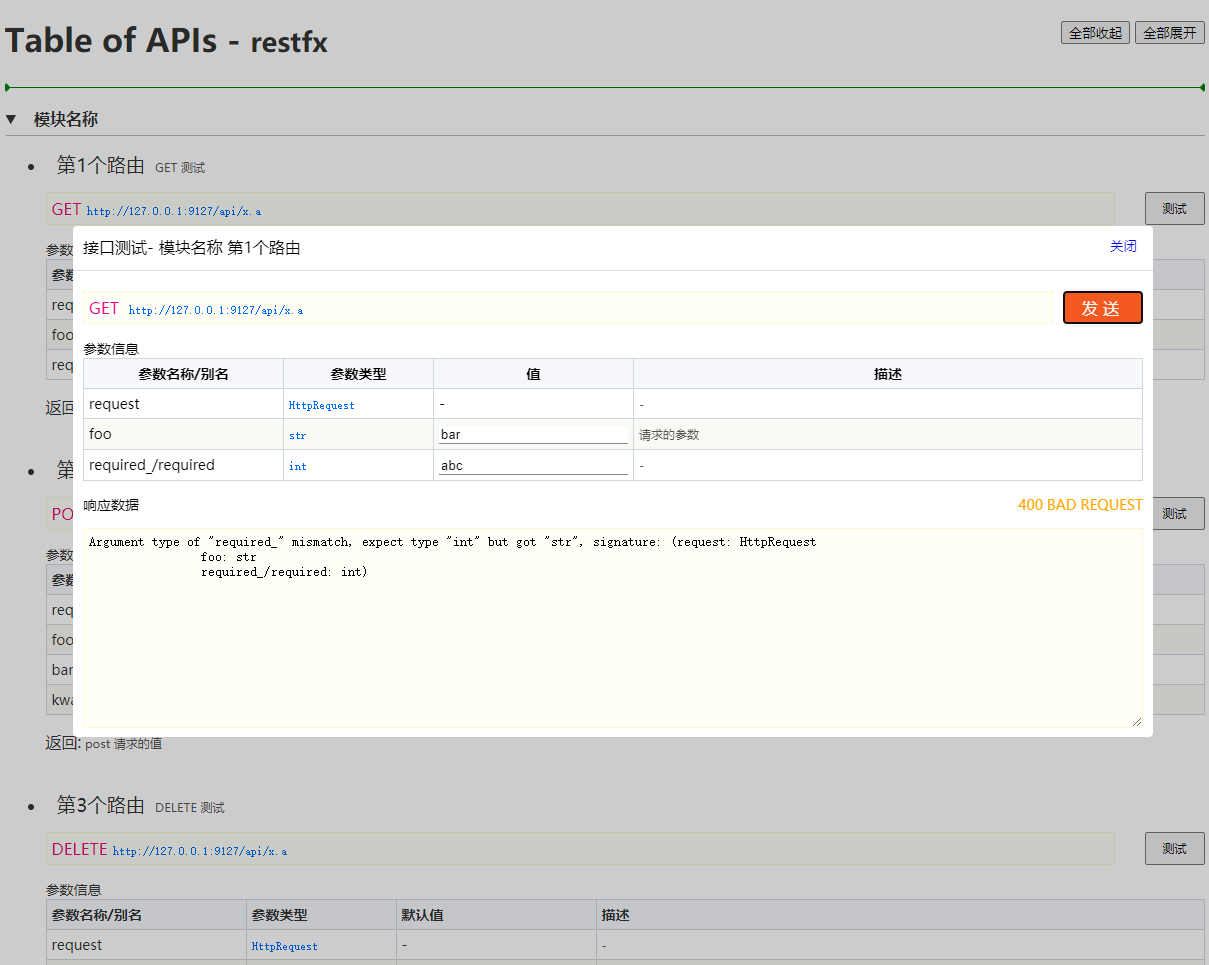 Table of APIs - restfx
全部收起 全部展开
▼ 模块名称
第1个路由 GET 测试
GET http://127.0.0.1:9127/api/x.a 测试
参数
接口测试- 模块名称 第1个路由 关闭
GET http://127.0.0.1:9127/api/x.a 发 送
参数信息
参数名称/别名 参数类型 值 描述
request HttpRequest - -
foo str bar 请求的参数
required_/required int abc -
响应数据 400 BAD REQUEST
Argument type of "required_" mismatch, expect type "int" but got "str", signature: (request: HttpRequest
foo: str
required_/required: int)
参数
req
foo
req
返回
第
PO 测试
参数
参数
req
foo
bar
kwa
返回: post 请求的值
第3个路由 DELETE 测试
DELETE http://127.0.0.1:9127/api/x.a 测试
参数信息
参数名称/别名 参数类型 默认值 描述
request HttpRequest - -